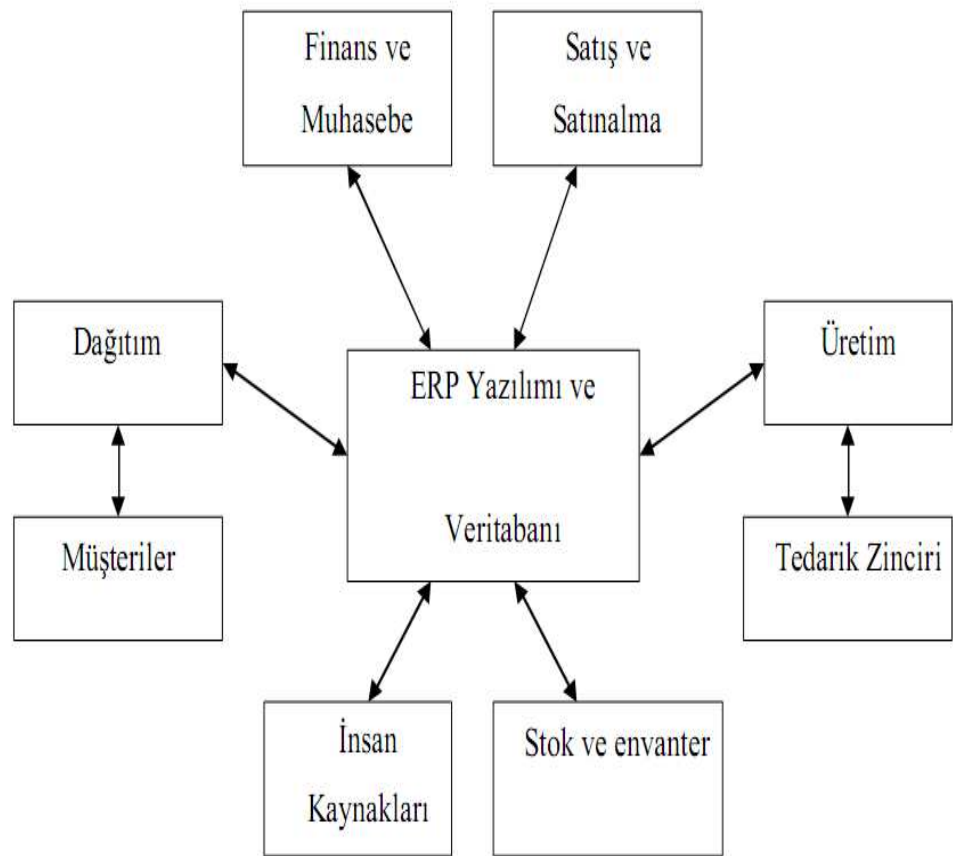 Finans ve
Muhasebe
Satış ve
Satınalma
Dağıtım
Üretim
ERP Yazılımı ve
Veritabanı
Müşteriler
Tedarik Zinciri
İnsan
Kaynakları
Stok ve envanter